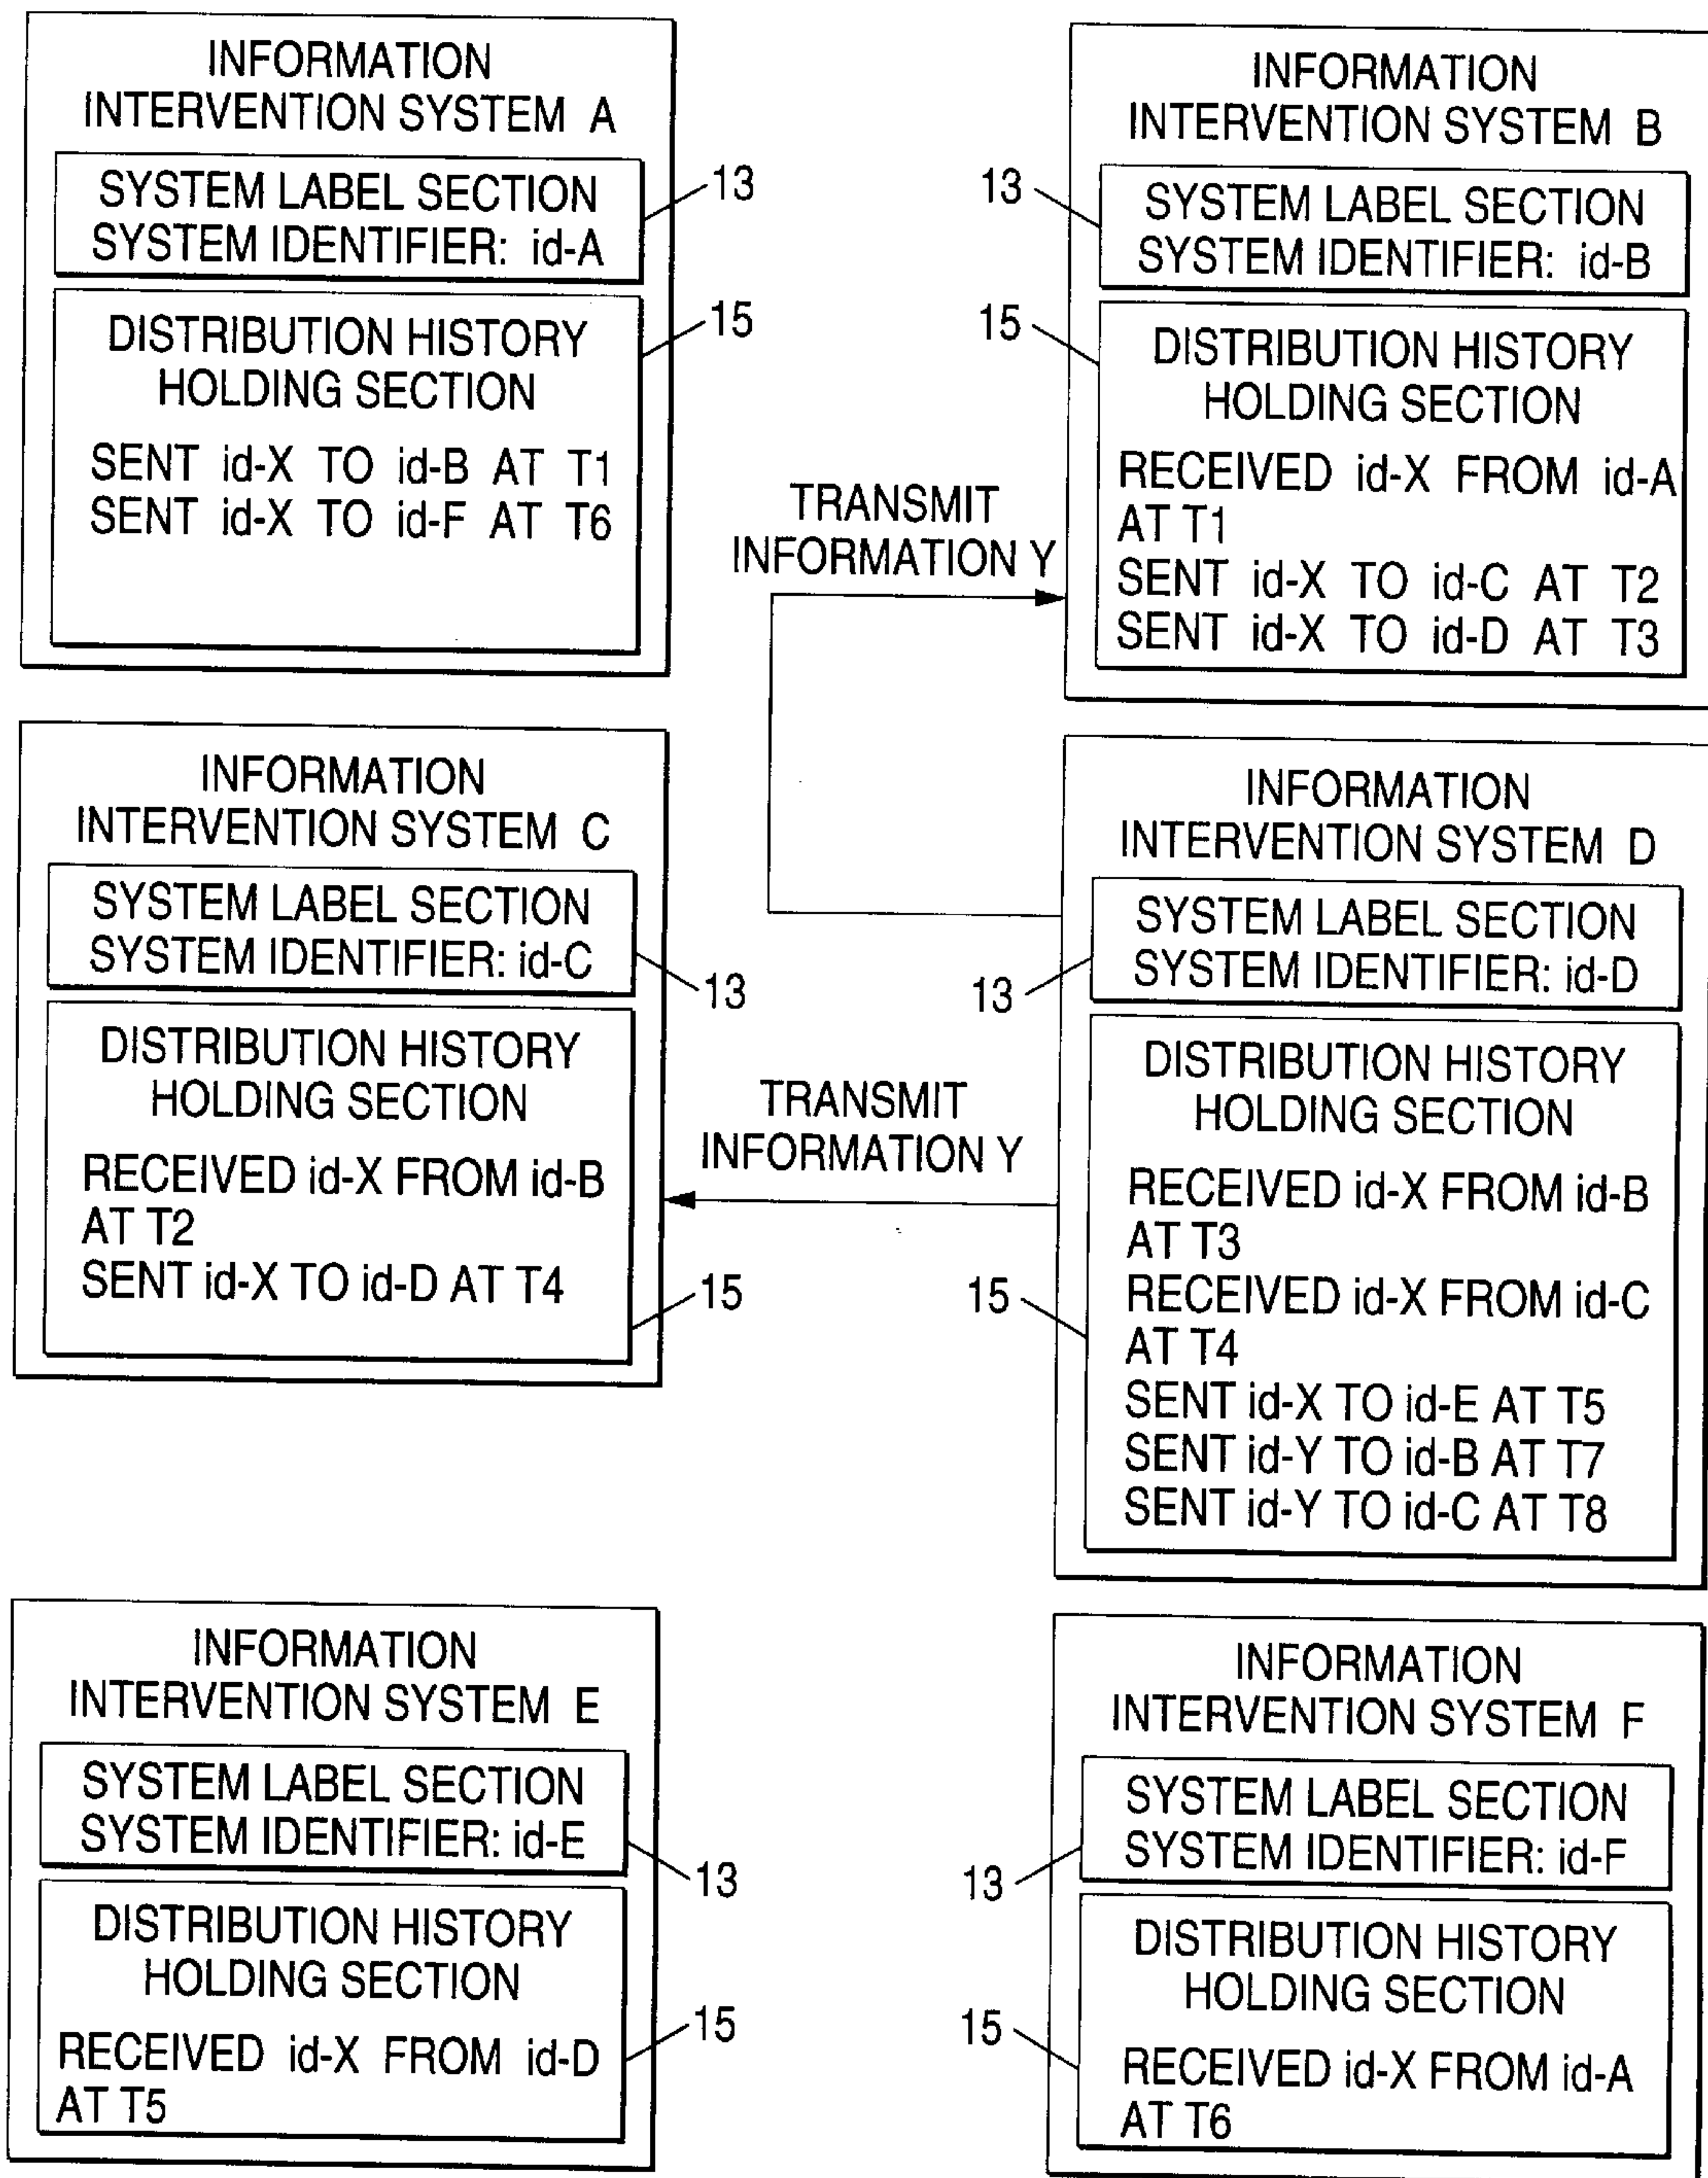 INFORMATION
INTERVENTION SYSTEM A
SYSTEM LABEL SECTION
SYSTEM IDENTIFIER: id-A
13
DISTRIBUTION HISTORY
HOLDING SECTION
15
SENT id-X TO id-B AT T1
SENT id-X TO id-F AT T6
INFORMATION
INTERVENTION SYSTEM B
13
SYSTEM LABEL SECTION
SYSTEM IDENTIFIER: id-B
15
DISTRIBUTION HISTORY
HOLDING SECTION
RECEIVED id-X FROM id-A
AT T1
SENT id-X TO id-C AT T2
SENT id-X TO id-D AT T3
TRANSMIT
INFORMATION Y
INFORMATION
INTERVENTION SYSTEM C
SYSTEM LABEL SECTION
SYSTEM IDENTIFIER: id-C
13
DISTRIBUTION HISTORY
HOLDING SECTION
RECEIVED id-X FROM id-B
AT T2
SENT id-X TO id-D AT T4
15
TRANSMIT
INFORMATION Y
INFORMATION
INTERVENTION SYSTEM D
SYSTEM LABEL SECTION
SYSTEM IDENTIFIER: id-D
13
DISTRIBUTION HISTORY
HOLDING SECTION
RECEIVED id-X FROM id-B
AT T3
15
RECEIVED id-X FROM id-C
AT T4
SENT id-X TO id-E AT T5
SENT id-Y TO id-B AT T7
SENT id-Y TO id-C AT T8
INFORMATION
INTERVENTION SYSTEM E
SYSTEM LABEL SECTION
SYSTEM IDENTIFIER: id-E
13
DISTRIBUTION HISTORY
HOLDING SECTION
15
RECEIVED id-X FROM id-D
AT T5
INFORMATION
INTERVENTION SYSTEM F
SYSTEM LABEL SECTION
SYSTEM IDENTIFIER: id-F
13
DISTRIBUTION HISTORY
HOLDING SECTION
15
RECEIVED id-X FROM id-A
AT T6